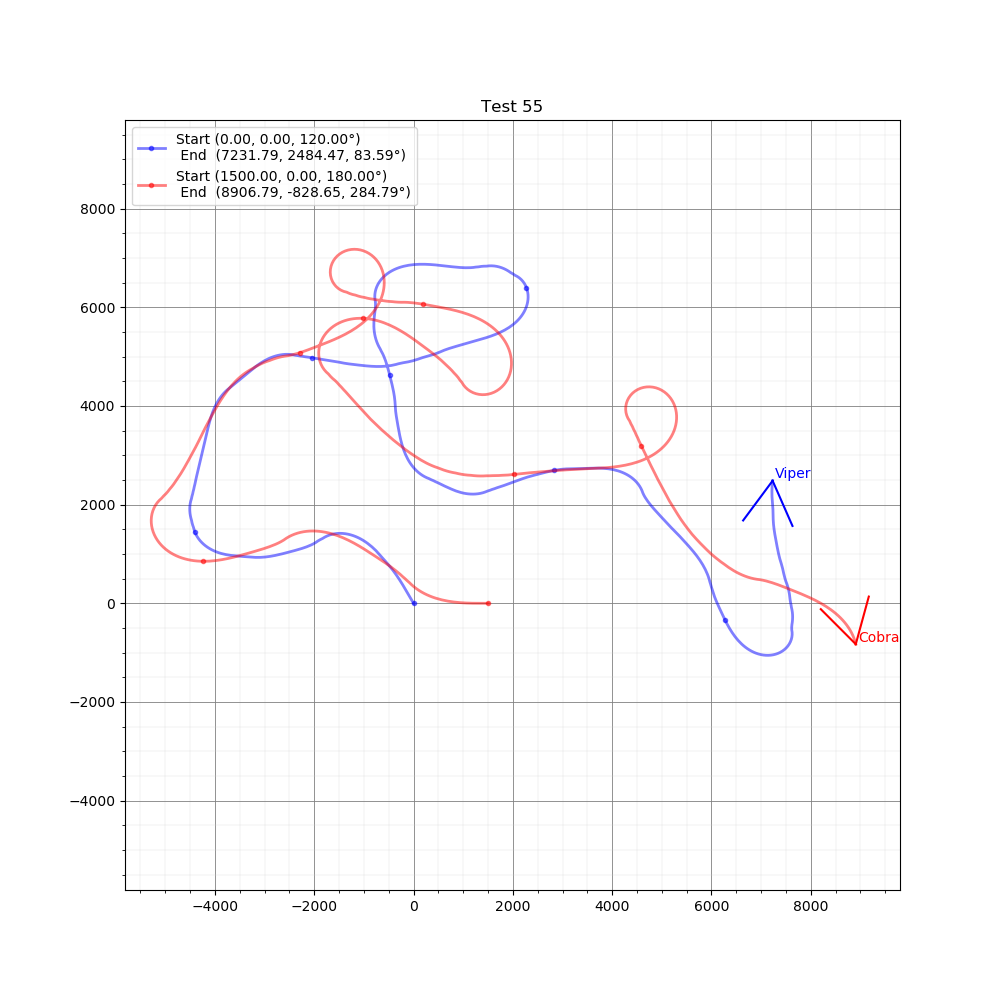 Test 55
Start (0.00, 0.00, 120.00°)
End (7231.79, 2484.47, 83.59°)
Start (1500.00, 0.00, 180.00°)
End (8906.79, -828.65, 284.79°)
8000
6000
4000
2000
0
−2000
−4000
Viper
Cobra
−4000 −2000 0 2000 4000 6000 8000